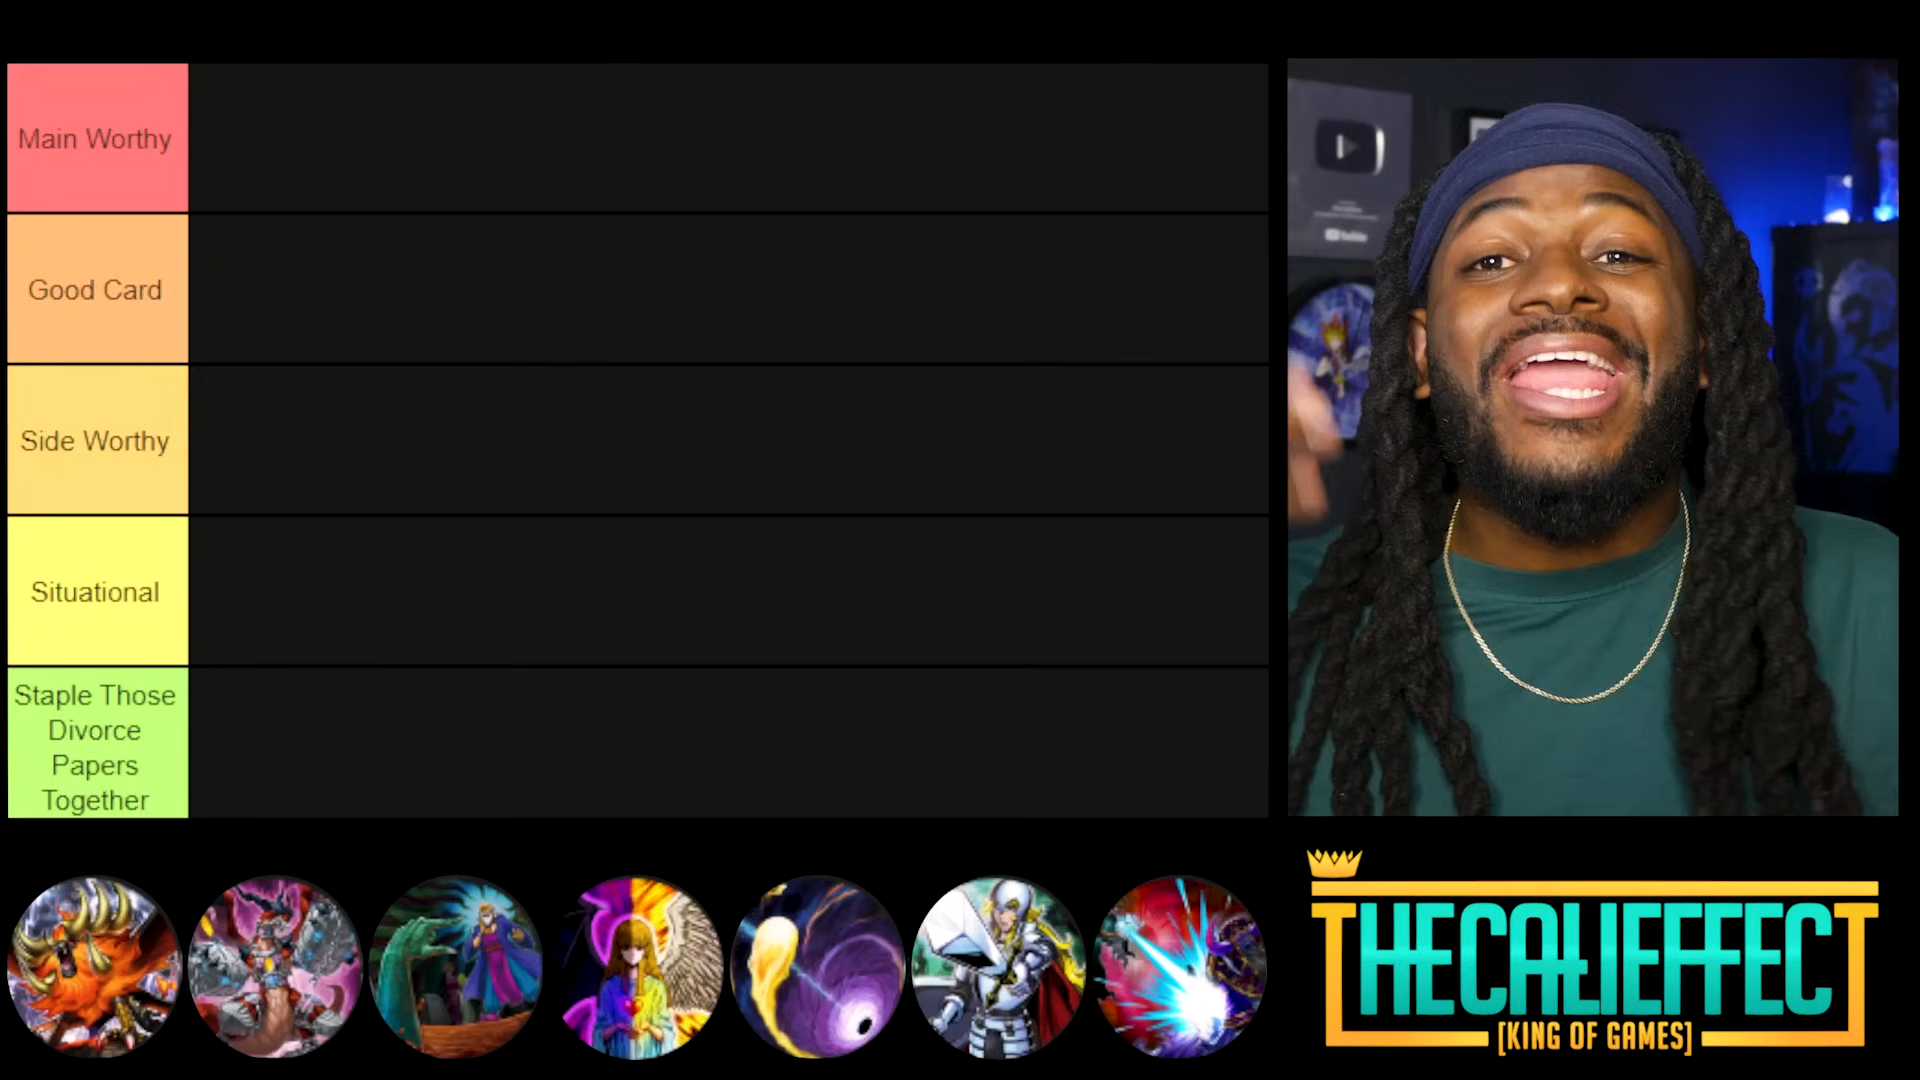 Main Worthy
Good Card
Side Worthy
Situational
Staple Those
Divorce
Papers
Together
THECALIEFFECT
[KING OF GAMES]